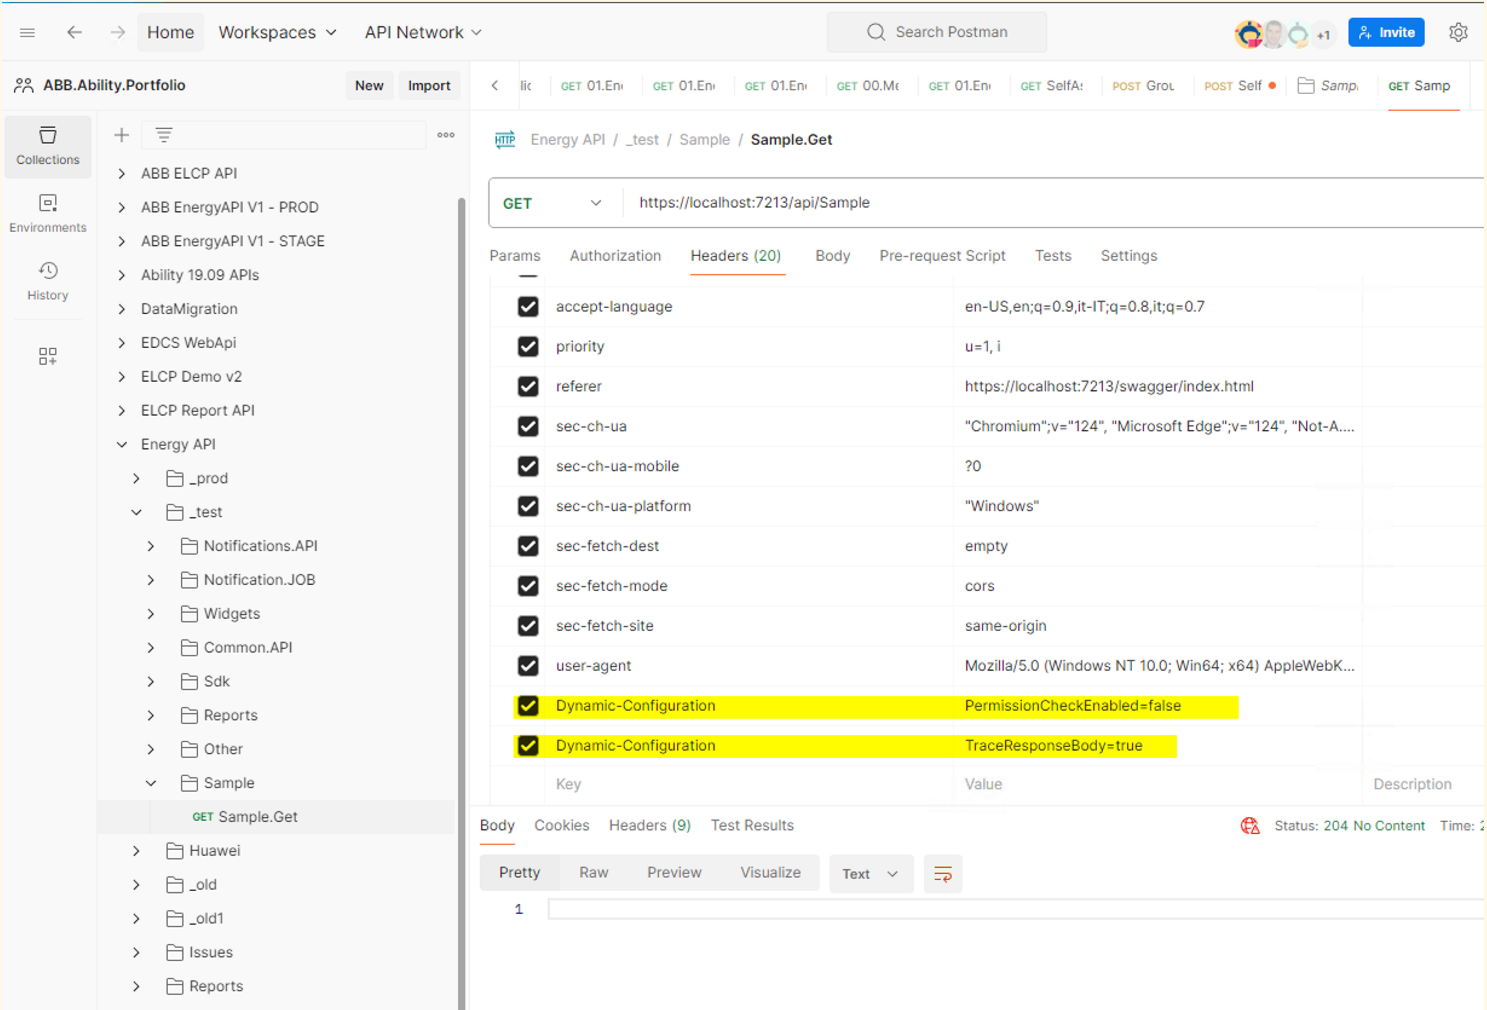 Home
Workspaces
API Network
Search Postman
+1
Invite
ABB.Ability.Portfolio
New
Import
GET 01.En
GET 01.En
GET 01.En
GET 00.Me
GET 01.En
GET SelfAs
POST Grou
POST Self
Samp
GET Samp
Collections
Environments
History
ABB ELCP API
ABB EnergyAPI V1 - PROD
ABB EnergyAPI V1 - STAGE
Ability 19.09 APIs
DataMigration
EDCS WebApi
ELCP Demo v2
ELCP Report API
Energy API
_prod
_test
Notifications.API
Notification.JOB
Widgets
Common.API
Sdk
Reports
Other
Sample
GET Sample.Get
Huawei
_old
_old1
Issues
Reports
HTTP Energy API / _test / Sample / Sample.Get
GET https://localhost:7213/api/Sample
Params Authorization Headers (20) Body Pre-request Script Tests Settings
accept-language en-US,en;q=0.9,it-IT;q=0.8,it;q=0.7
priority u=1, i
referer https://localhost:7213/swagger/index.html
sec-ch-ua "Chromium";v="124", "Microsoft Edge";v="124", "Not-A....
sec-ch-ua-mobile ?0
sec-ch-ua-platform "Windows"
sec-fetch-dest empty
sec-fetch-mode cors
sec-fetch-site same-origin
user-agent Mozilla/5.0 (Windows NT 10.0; Win64; x64) AppleWebK...
Dynamic-Configuration PermissionCheckEnabled=false
Dynamic-Configuration TraceResponseBody=true
Key Value Description
Body Cookies Headers (9) Test Results Status: 204 No Content Time:
Pretty Raw Preview Visualize Text
1